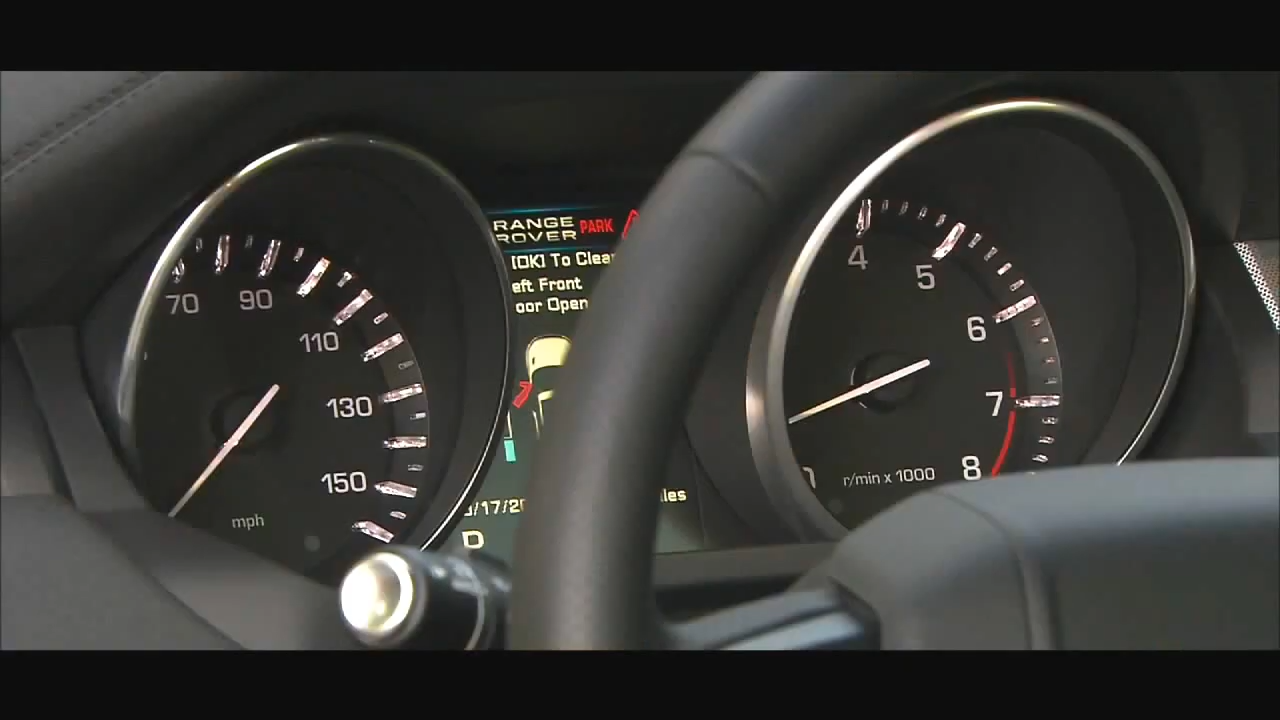 RANGE
ROVER PARK
[OK] To Clear
eft Front
oor Open
70
90
110
130
150
mph
/17/20
les
D
4
5
6
7
8
r/min x 1000